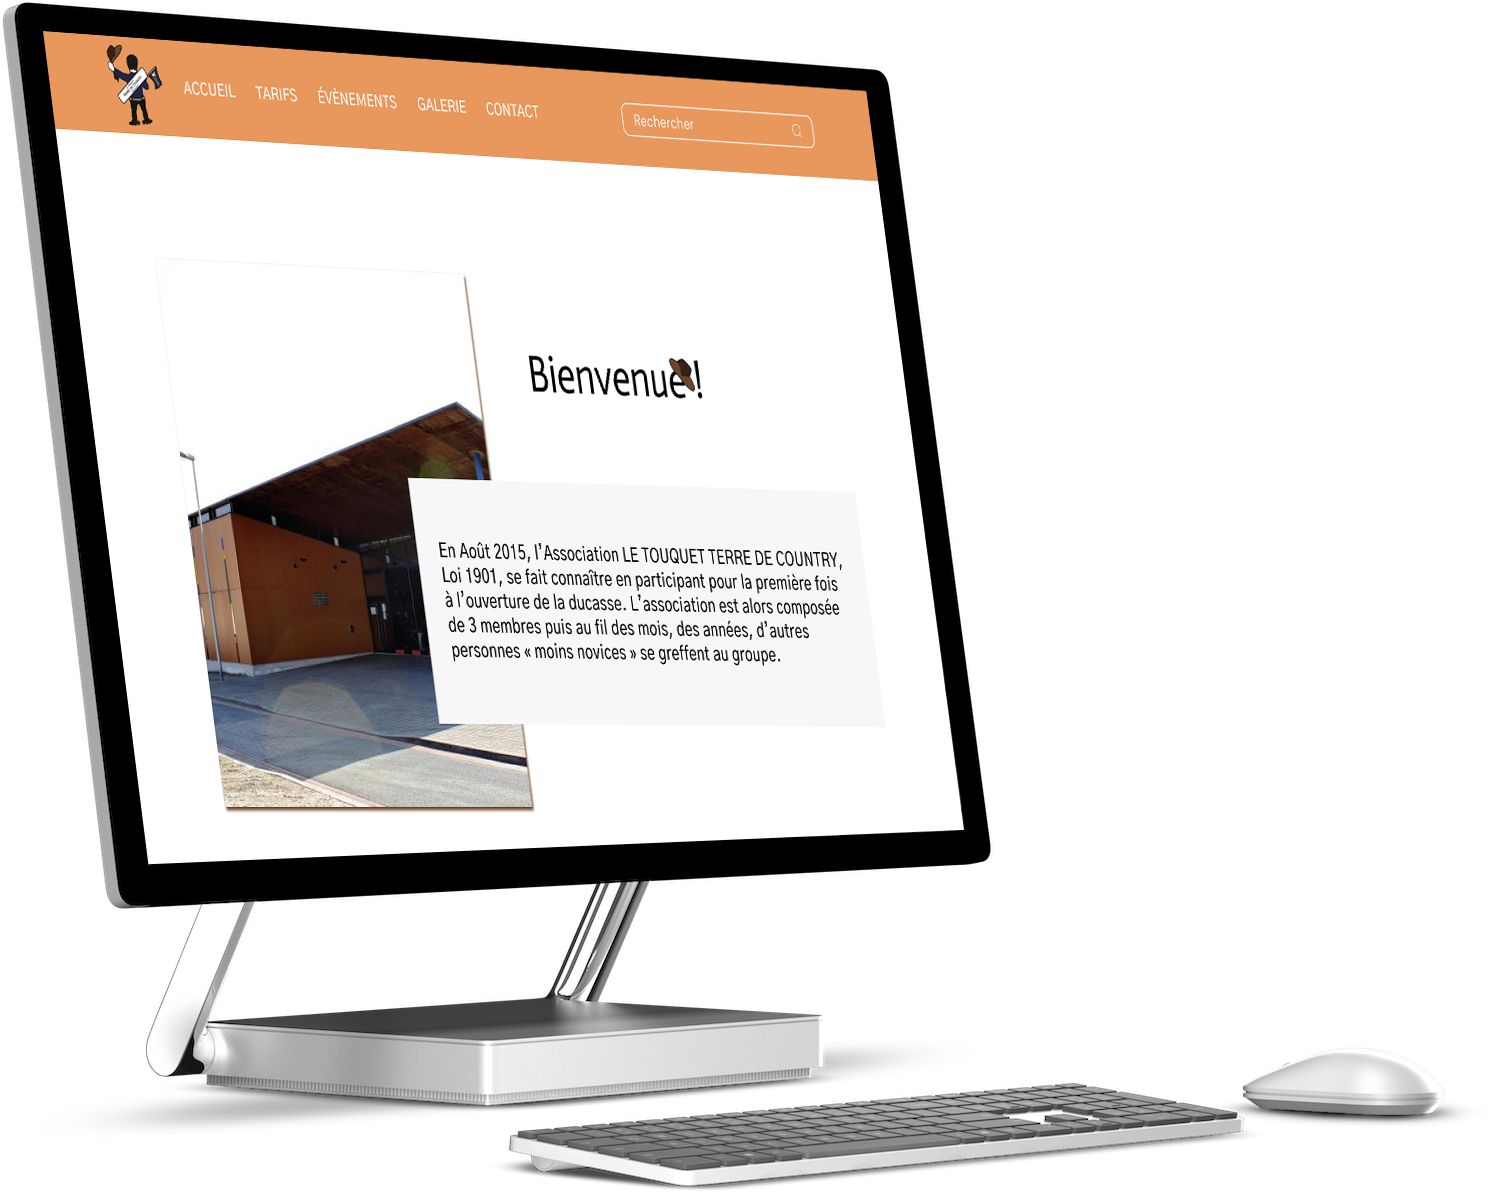 ACCUEIL TARIFS ÉVÈNEMENTS GALERIE CONTACT Rechercher
Bienvenue !
En Août 2015, l’Association LE TOUQUET TERRE DE COUNTRY,
Loi 1901, se fait connaître en participant pour la première fois
à l’ouverture de la ducasse. L’association est alors composée
de 3 membres puis au fil des mois, des années, d’autres
personnes « moins novices » se greffent au groupe.